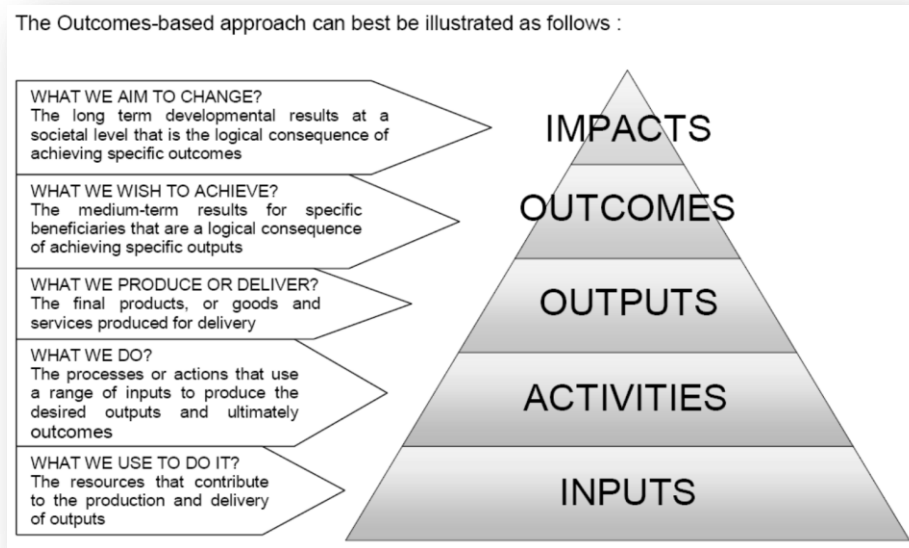 The Outcomes-based approach can best be illustrated as follows :
WHAT WE AIM TO CHANGE?
The long term developmental results at a
societal level that is the logical consequence of
achieving specific outcomes
IMPACTS
WHAT WE WISH TO ACHIEVE?
The medium-term results for specific
beneficiaries that are a logical consequence
of achieving specific outputs
OUTCOMES
WHAT WE PRODUCE OR DELIVER?
The final products, or goods and
services produced for delivery
OUTPUTS
WHAT WE DO?
The processes or actions that use
a range of inputs to produce the
desired outputs and ultimately
outcomes
ACTIVITIES
WHAT WE USE TO DO IT?
The resources that contribute
to the production and delivery
of outputs
INPUTS